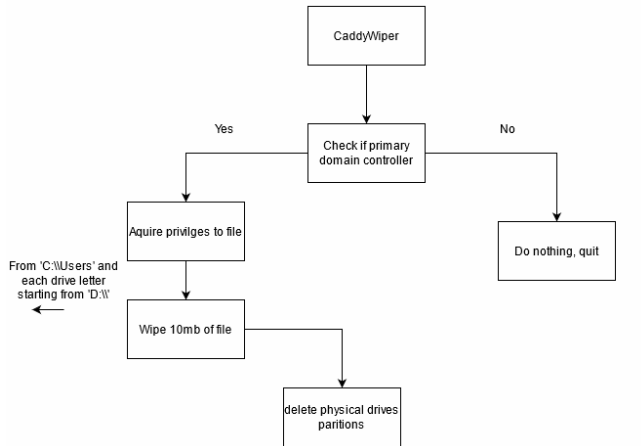 CaddyWiper
Yes
No
Check if primary
domain controller
Aquire privilges to file
Do nothing, quit
From 'C:\\Users' and
each drive letter
starting from 'D:\\'
Wipe 10mb of file
delete physical drives
paritions